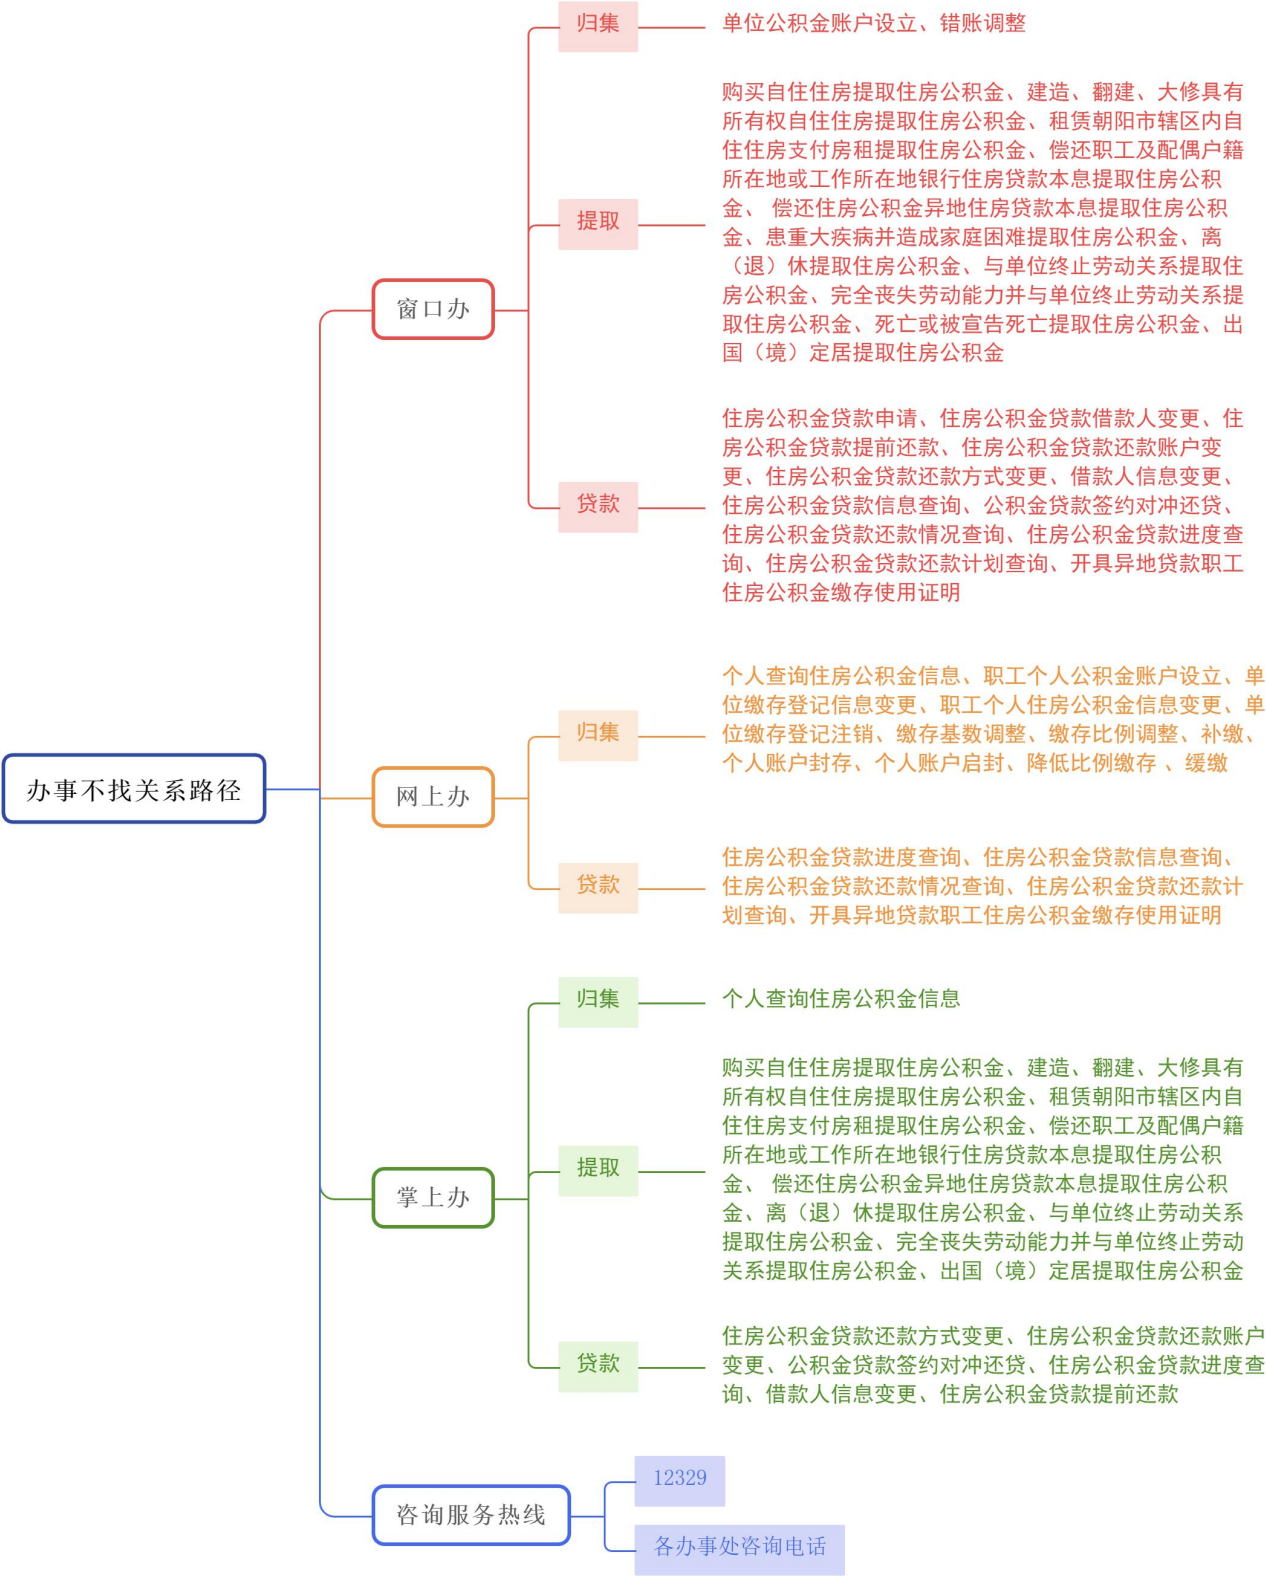 办事不找关系路径
窗口办
归集
单位公积金账户设立、错账调整
提取
购买自住住房提取住房公积金、建造、翻建、大修具有
所有权自住住房提取住房公积金、租赁朝阳市辖区内自
住住房支付房租提取住房公积金、偿还职工及配偶户籍
所在地或工作所在地银行住房贷款本息提取住房公积
金、 偿还住房公积金异地住房贷款本息提取住房公积
金、患重大疾病并造成家庭困难提取住房公积金、离
（退）休提取住房公积金、与单位终止劳动关系提取住
房公积金、完全丧失劳动能力并与单位终止劳动关系提
取住房公积金、死亡或被宣告死亡提取住房公积金、出
国（境）定居提取住房公积金
贷款
住房公积金贷款申请、住房公积金贷款借款人变更、住
房公积金贷款提前还款、住房公积金贷款还款账户变
更、住房公积金贷款还款方式变更、借款人信息变更、
住房公积金贷款信息查询、公积金贷款签约对冲还贷、
住房公积金贷款还款情况查询、住房公积金贷款进度查
询、住房公积金贷款还款计划查询、开具异地贷款职工
住房公积金缴存使用证明
网上办
归集
个人查询住房公积金信息、职工个人公积金账户设立、单
位缴存登记信息变更、职工个人住房公积金信息变更、单
位缴存登记注销、缴存基数调整、缴存比例调整、补缴、
个人账户封存、个人账户启封、降低比例缴存 、缓缴
贷款
住房公积金贷款进度查询、住房公积金贷款信息查询、
住房公积金贷款还款情况查询、住房公积金贷款还款计
划查询、开具异地贷款职工住房公积金缴存使用证明
掌上办
归集
个人查询住房公积金信息
提取
购买自住住房提取住房公积金、建造、翻建、大修具有
所有权自住住房提取住房公积金、租赁朝阳市辖区内自
住住房支付房租提取住房公积金、偿还职工及配偶户籍
所在地或工作所在地银行住房贷款本息提取住房公积
金、 偿还住房公积金异地住房贷款本息提取住房公积
金、离（退）休提取住房公积金、与单位终止劳动关系
提取住房公积金、完全丧失劳动能力并与单位终止劳动
关系提取住房公积金、出国（境）定居提取住房公积金
贷款
住房公积金贷款还款方式变更、住房公积金贷款还款账户
变更、公积金贷款签约对冲还贷、住房公积金贷款进度查
询、借款人信息变更、住房公积金贷款提前还款
咨询服务热线
12329
各办事处咨询电话